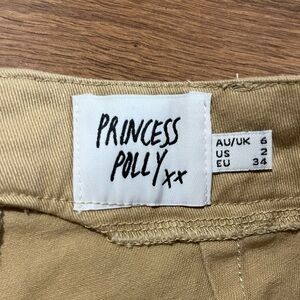 PRINCESS
POLLY xx
AU/UK 6
US 2
EU 34